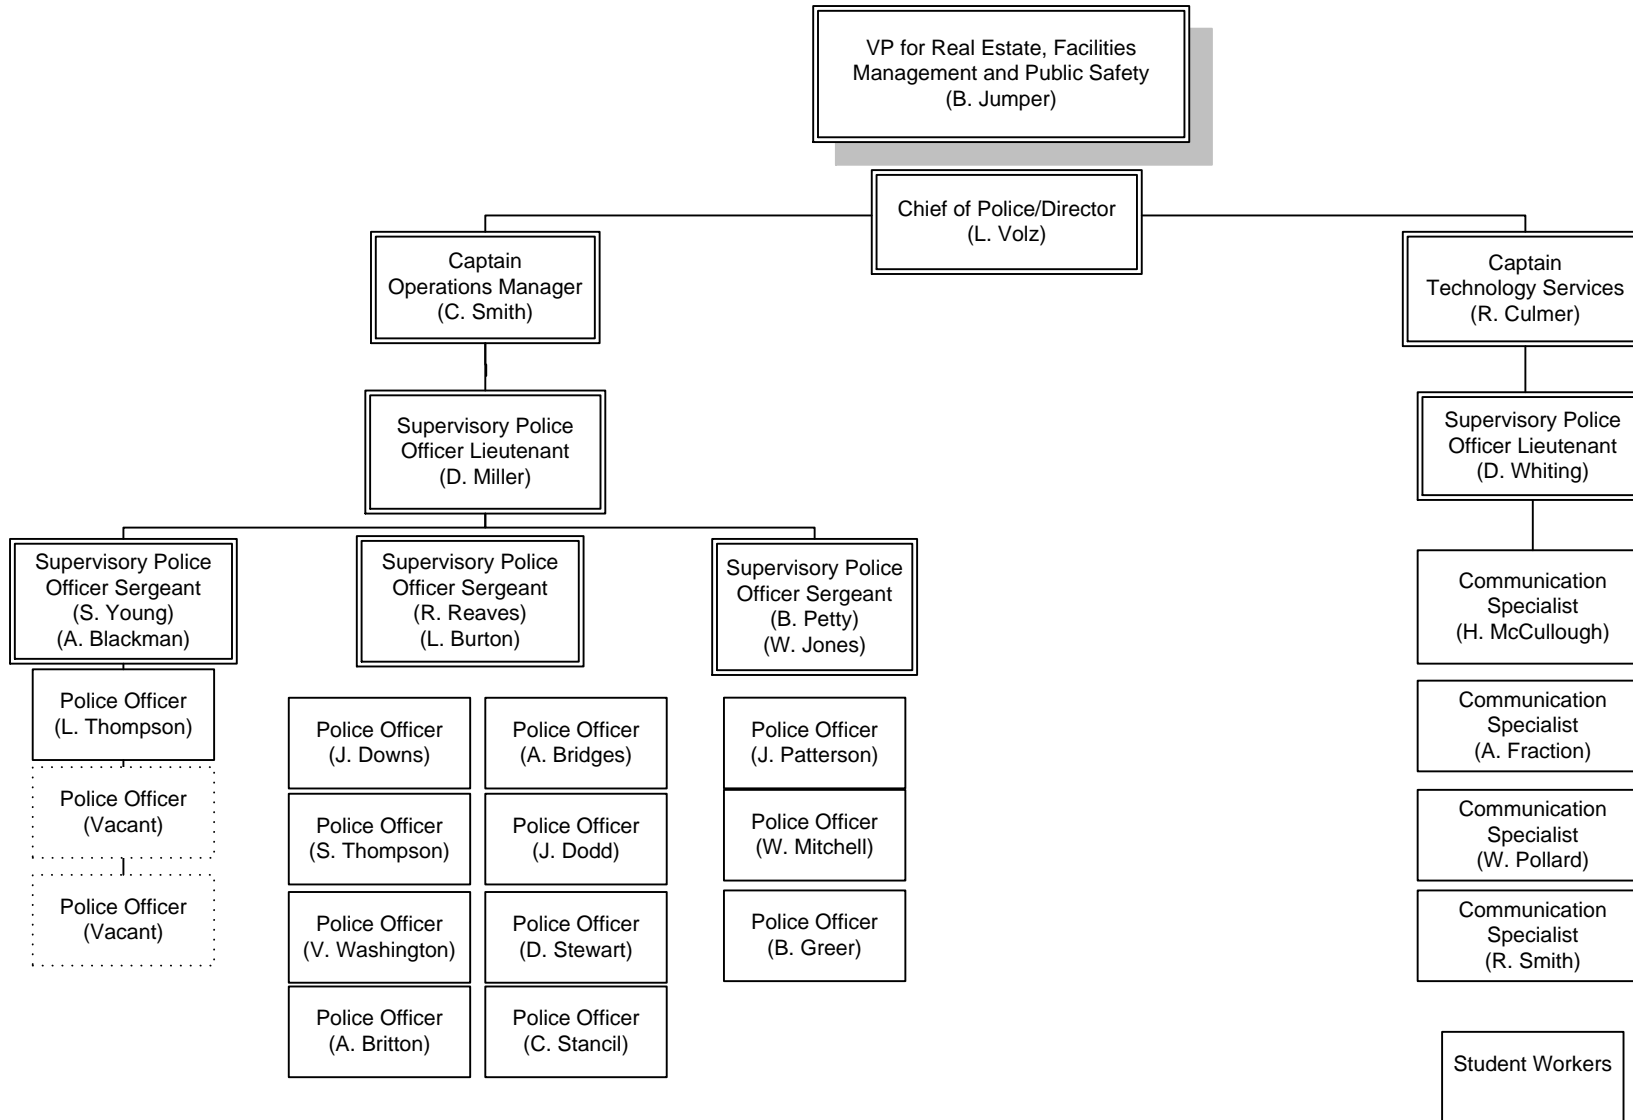 VP for Real Estate, Facilities
Management and Public Safety
(B. Jumper)
Chief of Police/Director
(L. Volz)
Captain
Operations Manager
(C. Smith)
Captain
Technology Services
(R. Culmer)
Supervisory Police
Officer Lieutenant
(D. Miller)
Supervisory Police
Officer Lieutenant
(D. Whiting)
Supervisory Police
Officer Sergeant
(S. Young)
(A. Blackman)
Supervisory Police
Officer Sergeant
(R. Reaves)
(L. Burton)
Supervisory Police
Officer Sergeant
(B. Petty)
(W. Jones)
Police Officer
(L. Thompson)
Police Officer
(Vacant)
Police Officer
(Vacant)
Police Officer
(J. Downs)
Police Officer
(S. Thompson)
Police Officer
(V. Washington)
Police Officer
(A. Britton)
Police Officer
(A. Bridges)
Police Officer
(J. Dodd)
Police Officer
(D. Stewart)
Police Officer
(C. Stancil)
Police Officer
(J. Patterson)
Police Officer
(W. Mitchell)
Police Officer
(B. Greer)
Communication
Specialist
(H. McCullough)
Communication
Specialist
(A. Fraction)
Communication
Specialist
(W. Pollard)
Communication
Specialist
(R. Smith)
Student Workers